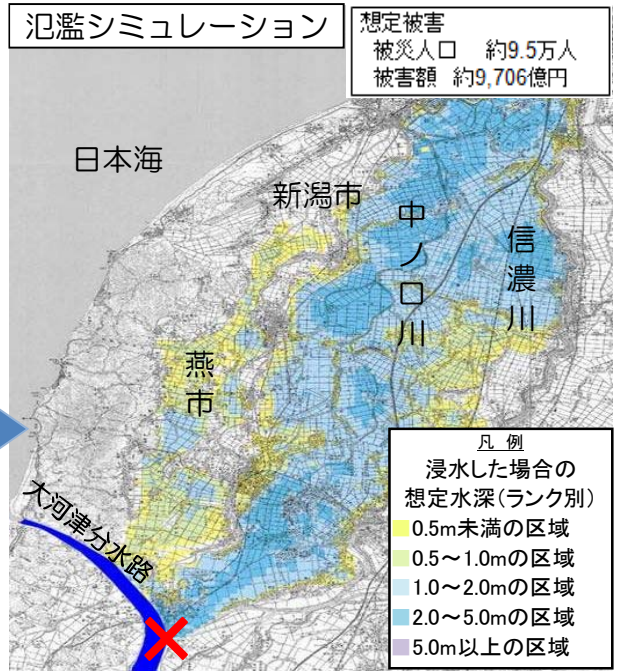 氾濫シミュレーション
想定被害
被災人口 約9.5万人
被害額 約9,706億円
日本海
新潟市
中ノ口川
信濃川
燕市
大河津分水路
凡 例
浸水した場合の
想定水深(ランク別)
0.5m未満の区域
0.5～1.0mの区域
1.0～2.0mの区域
2.0～5.0mの区域
5.0m以上の区域